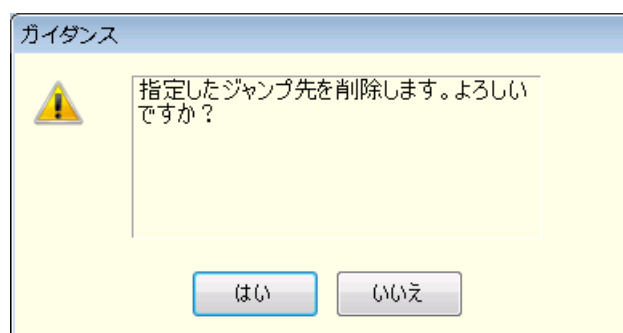 ガイダンス
指定したジャンプ先を削除します。よろしい
ですか？
はい
いいえ